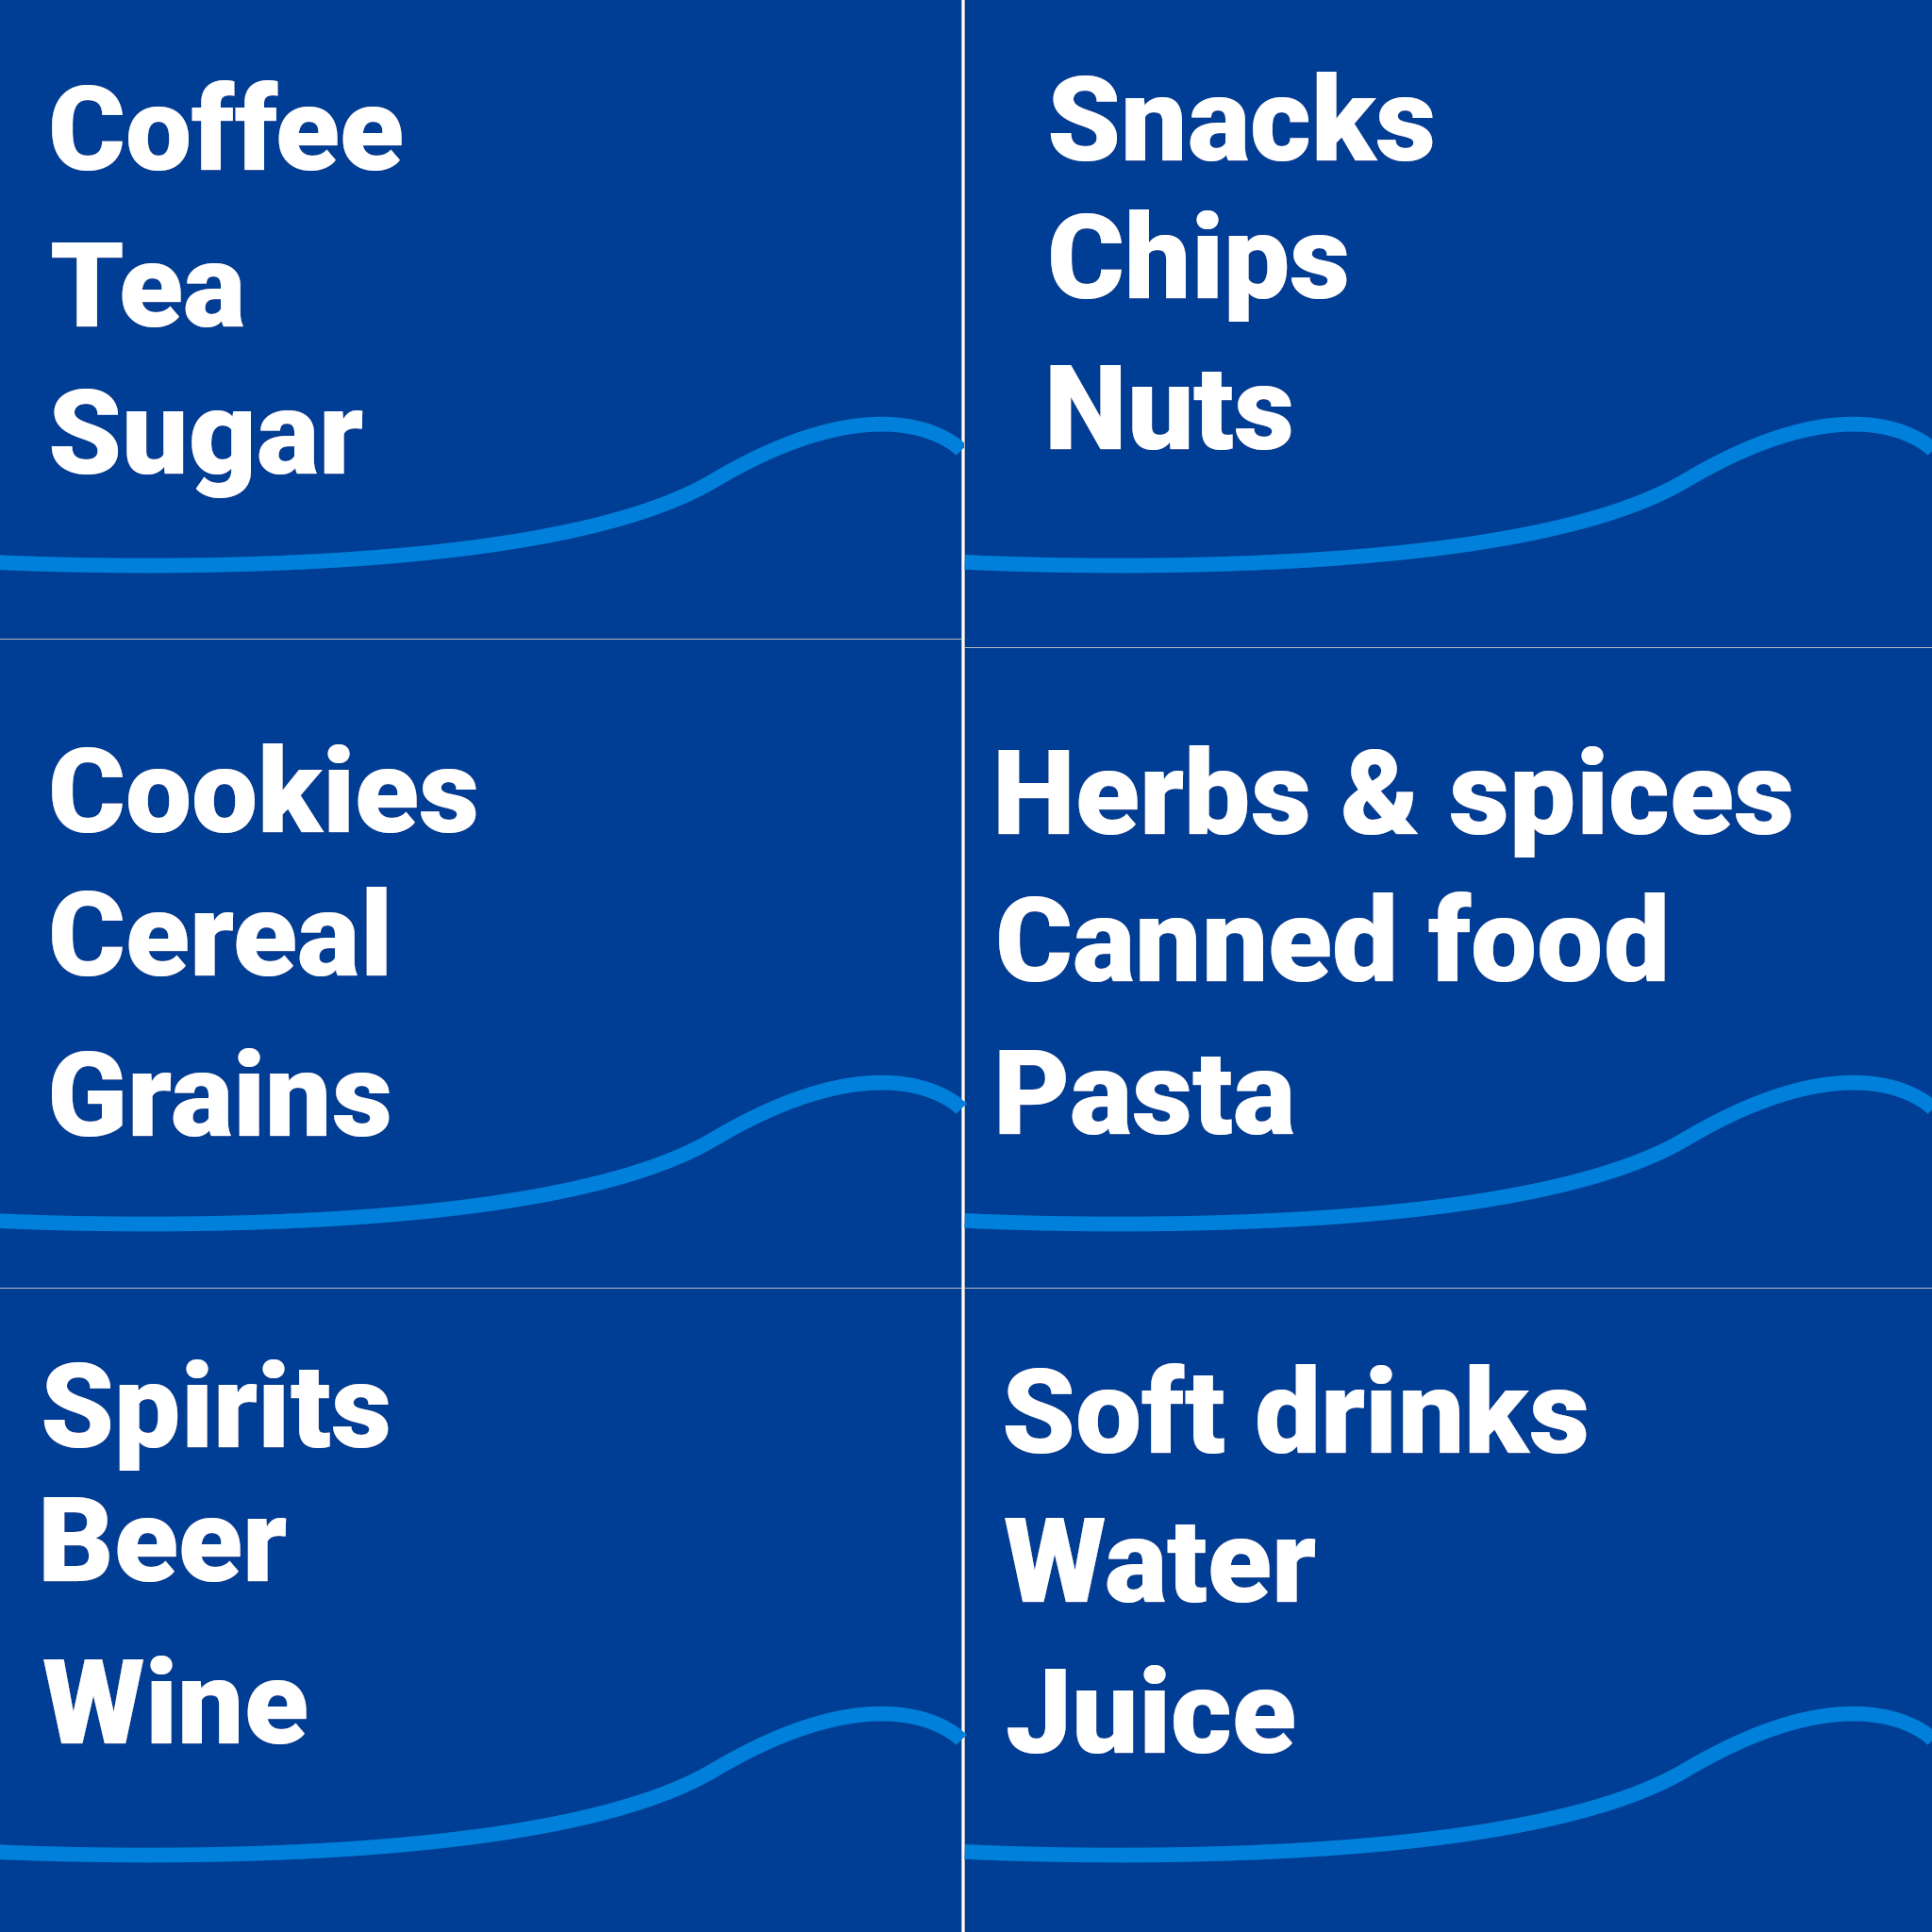 Coffee
Tea
Sugar
Snacks
Chips
Nuts
Cookies
Cereal
Grains
Herbs & spices
Canned food
Pasta
Spirits
Beer
Wine
Soft drinks
Water
Juice